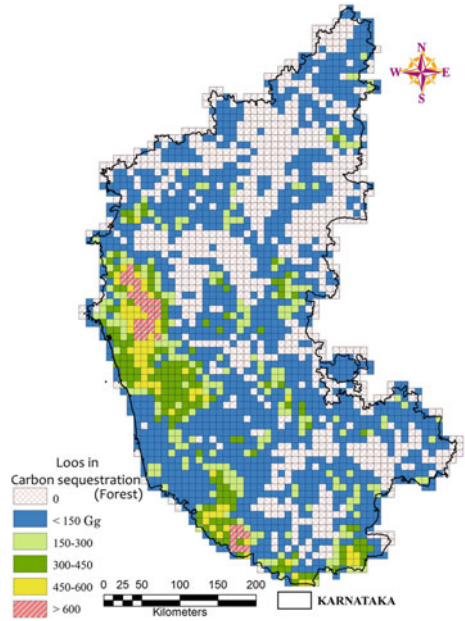 N
W E
S
Loos in
Carbon sequestration
(Forest)
0
< 150 Gg
150-300
300-450
450-600
> 600
0 25 50 100 150 200
Kilometers
KARNATAKA